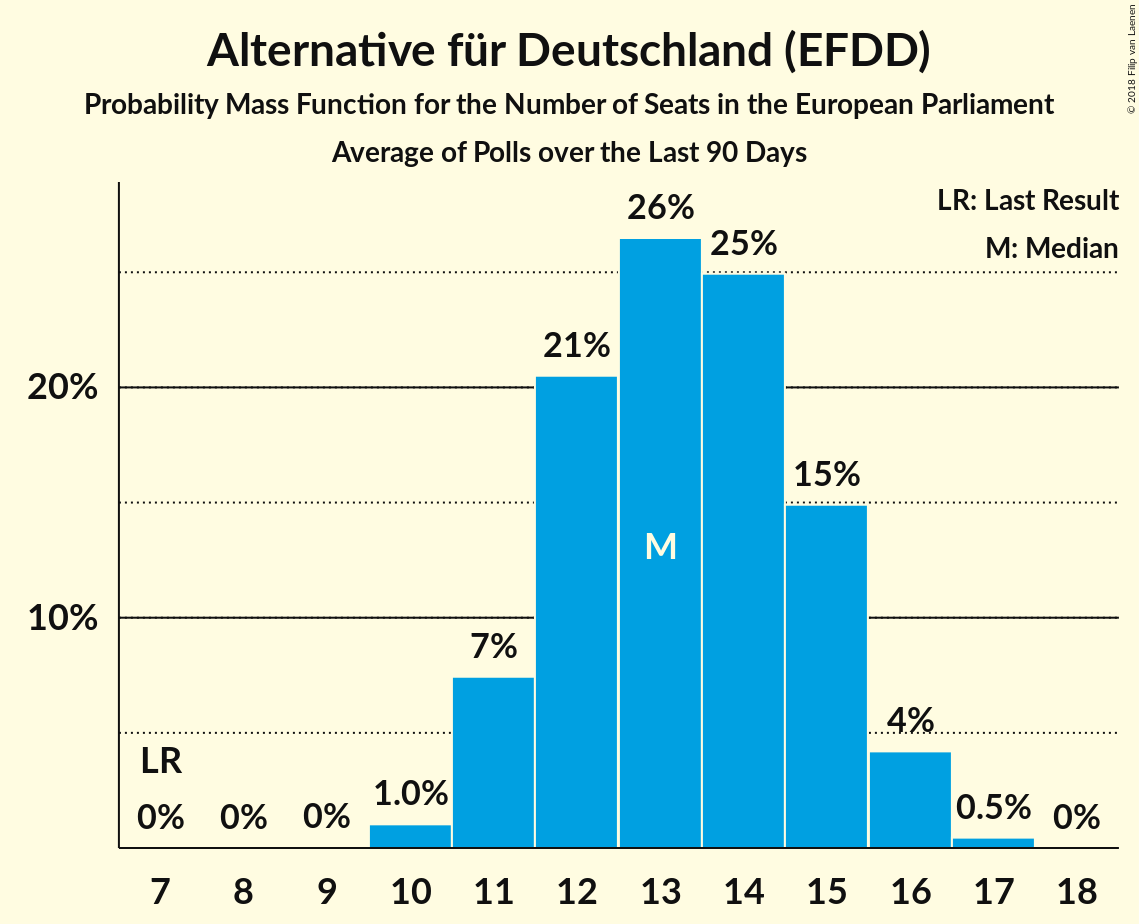 Alternative für Deutschland (EFDD)
Probability Mass Function for the Number of Seats in the European Parliament
Average of Polls over the Last 90 Days
© 2018 Filip van Laenen
LR: Last Result
M: Median
26%
25%
21%
20%
15%
M
10%
7%
4%
LR
1.0%
0.5%
0% 0% 0% 0%
7 8 9 10 11 12 13 14 15 16 17 18